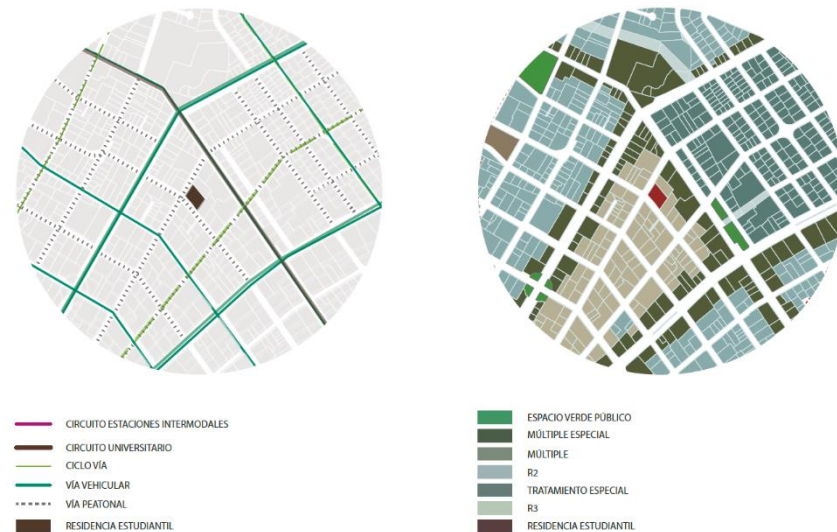 CIRCUITO ESTACIONES INTERMODALES
CIRCUITO UNIVERSITARIO
CICLO VÍA
VÍA VEHICULAR
VÍA PEATONAL
RESIDENCIA ESTUDIANTIL
ESPACIO VERDE PÚBLICO
MÚLTIPLE ESPECIAL
MÚLTIPLE
R2
TRATAMIENTO ESPECIAL
R3
RESIDENCIA ESTUDIANTIL